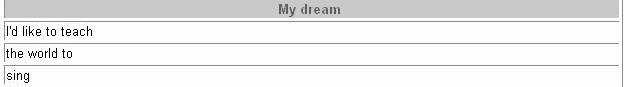 My dream
I'd like to teach
the world to
sing